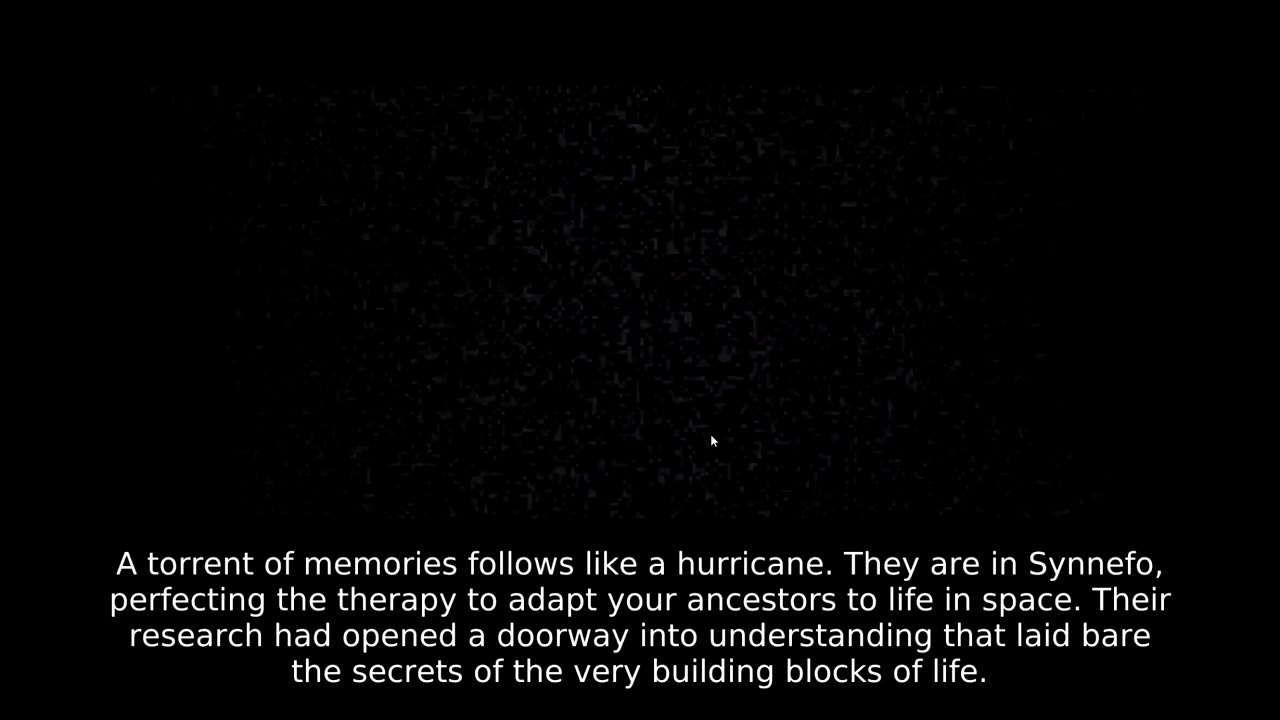 A torrent of memories follows like a hurricane. They are in Synnefo,
perfecting the therapy to adapt your ancestors to life in space. Their
research had opened a doorway into understanding that laid bare
the secrets of the very building blocks of life.